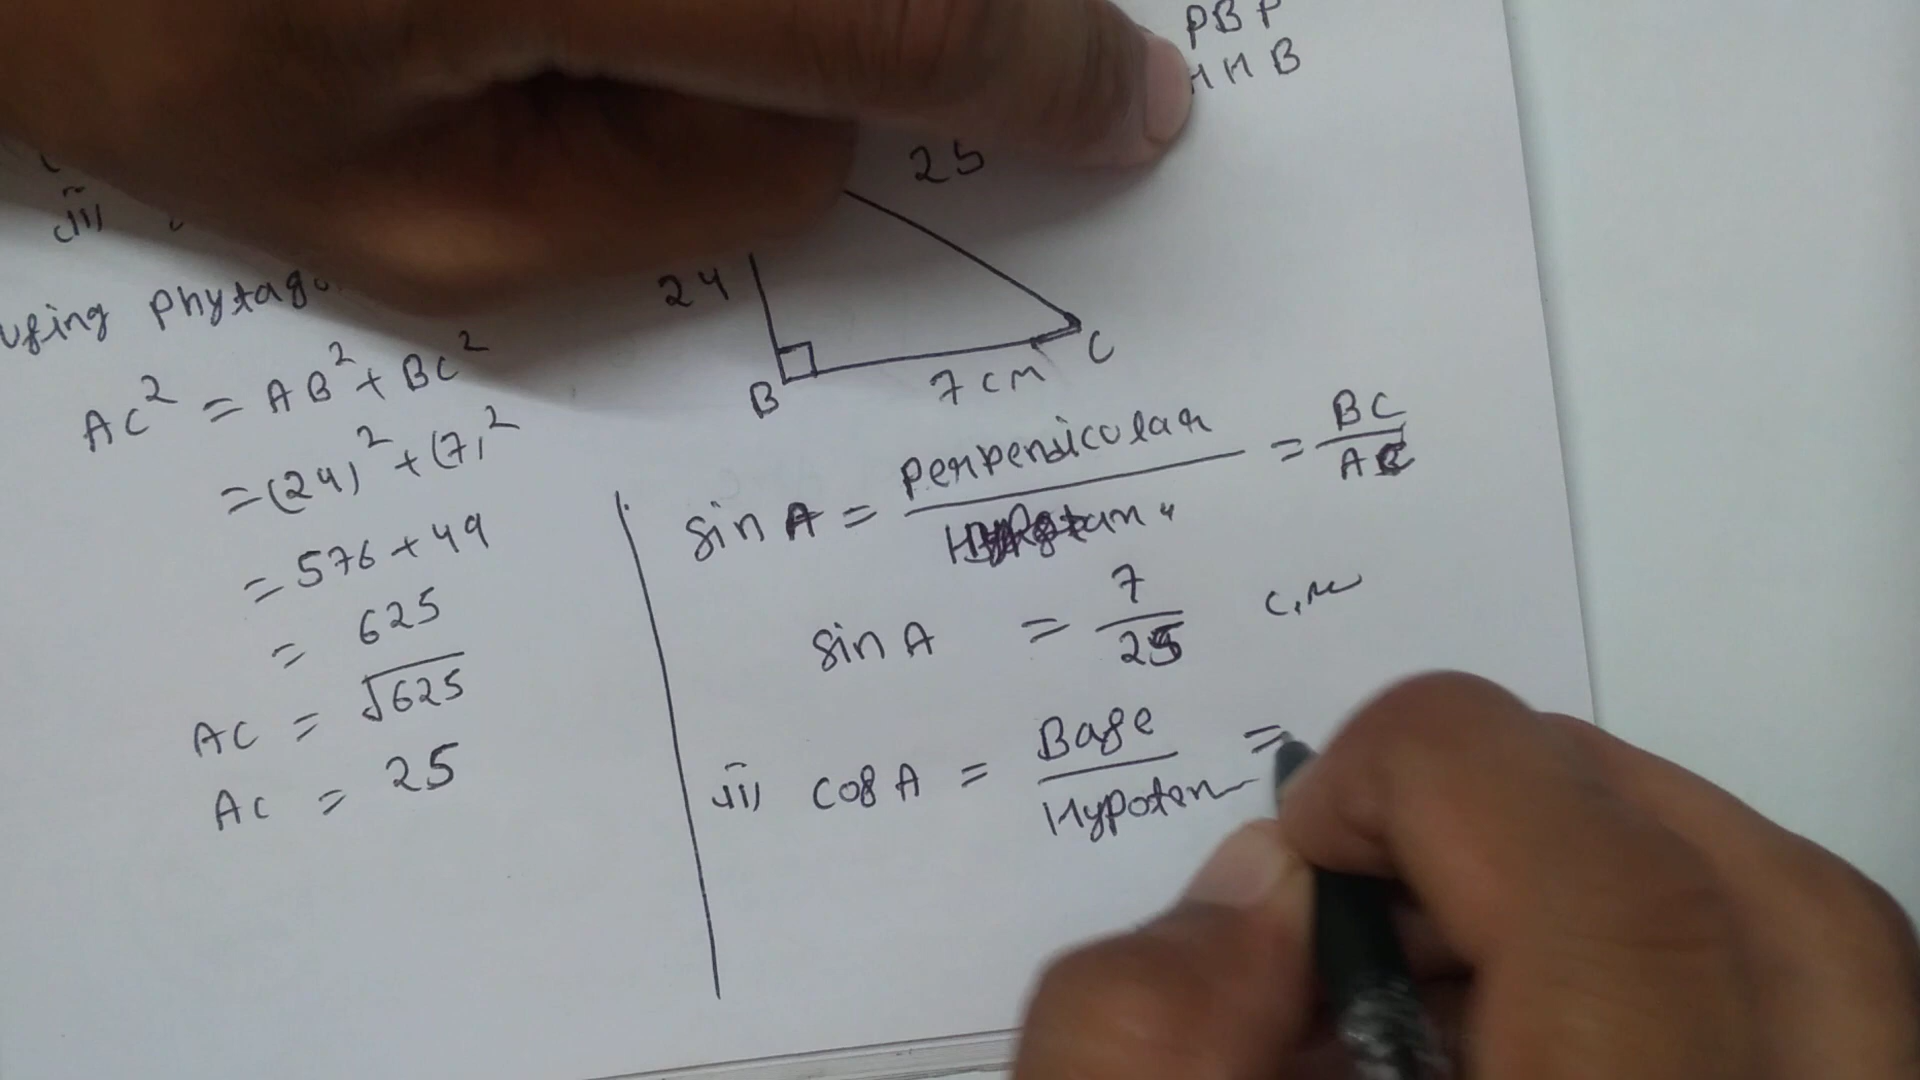 PBP
HHB
25
(ii)
24
using Phytago
B
7 cm
C
AC² = AB² + BC²
= (24)² + (7)²
= 576 + 49
= 625
AC = √625
AC = 25
sin A = Perpendicular / = BC / AC
sin A = 7 / 25 c.m
ii) cos A = Base / Hypoten =